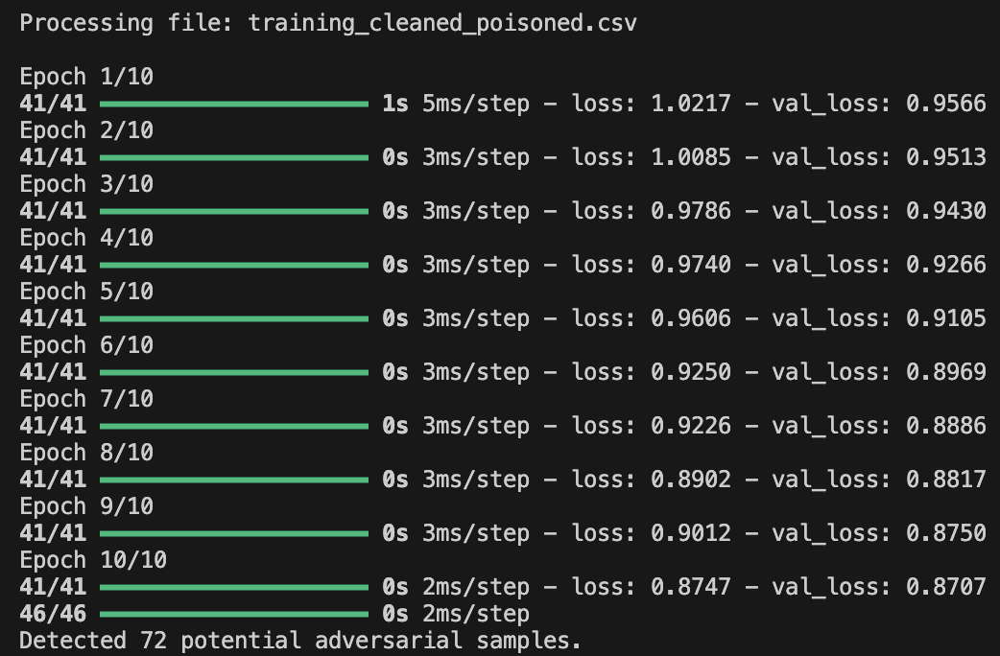 Processing file: training_cleaned_poisoned.csv
Epoch 1/10
41/41 1s 5ms/step - loss: 1.0217 - val_loss: 0.9566
Epoch 2/10
41/41 0s 3ms/step - loss: 1.0085 - val_loss: 0.9513
Epoch 3/10
41/41 0s 3ms/step - loss: 0.9786 - val_loss: 0.9430
Epoch 4/10
41/41 0s 3ms/step - loss: 0.9740 - val_loss: 0.9266
Epoch 5/10
41/41 0s 3ms/step - loss: 0.9606 - val_loss: 0.9105
Epoch 6/10
41/41 0s 3ms/step - loss: 0.9250 - val_loss: 0.8969
Epoch 7/10
41/41 0s 3ms/step - loss: 0.9226 - val_loss: 0.8886
Epoch 8/10
41/41 0s 3ms/step - loss: 0.8902 - val_loss: 0.8817
Epoch 9/10
41/41 0s 3ms/step - loss: 0.9012 - val_loss: 0.8750
Epoch 10/10
41/41 0s 2ms/step - loss: 0.8747 - val_loss: 0.8707
46/46 0s 2ms/step
Detected 72 potential adversarial samples.